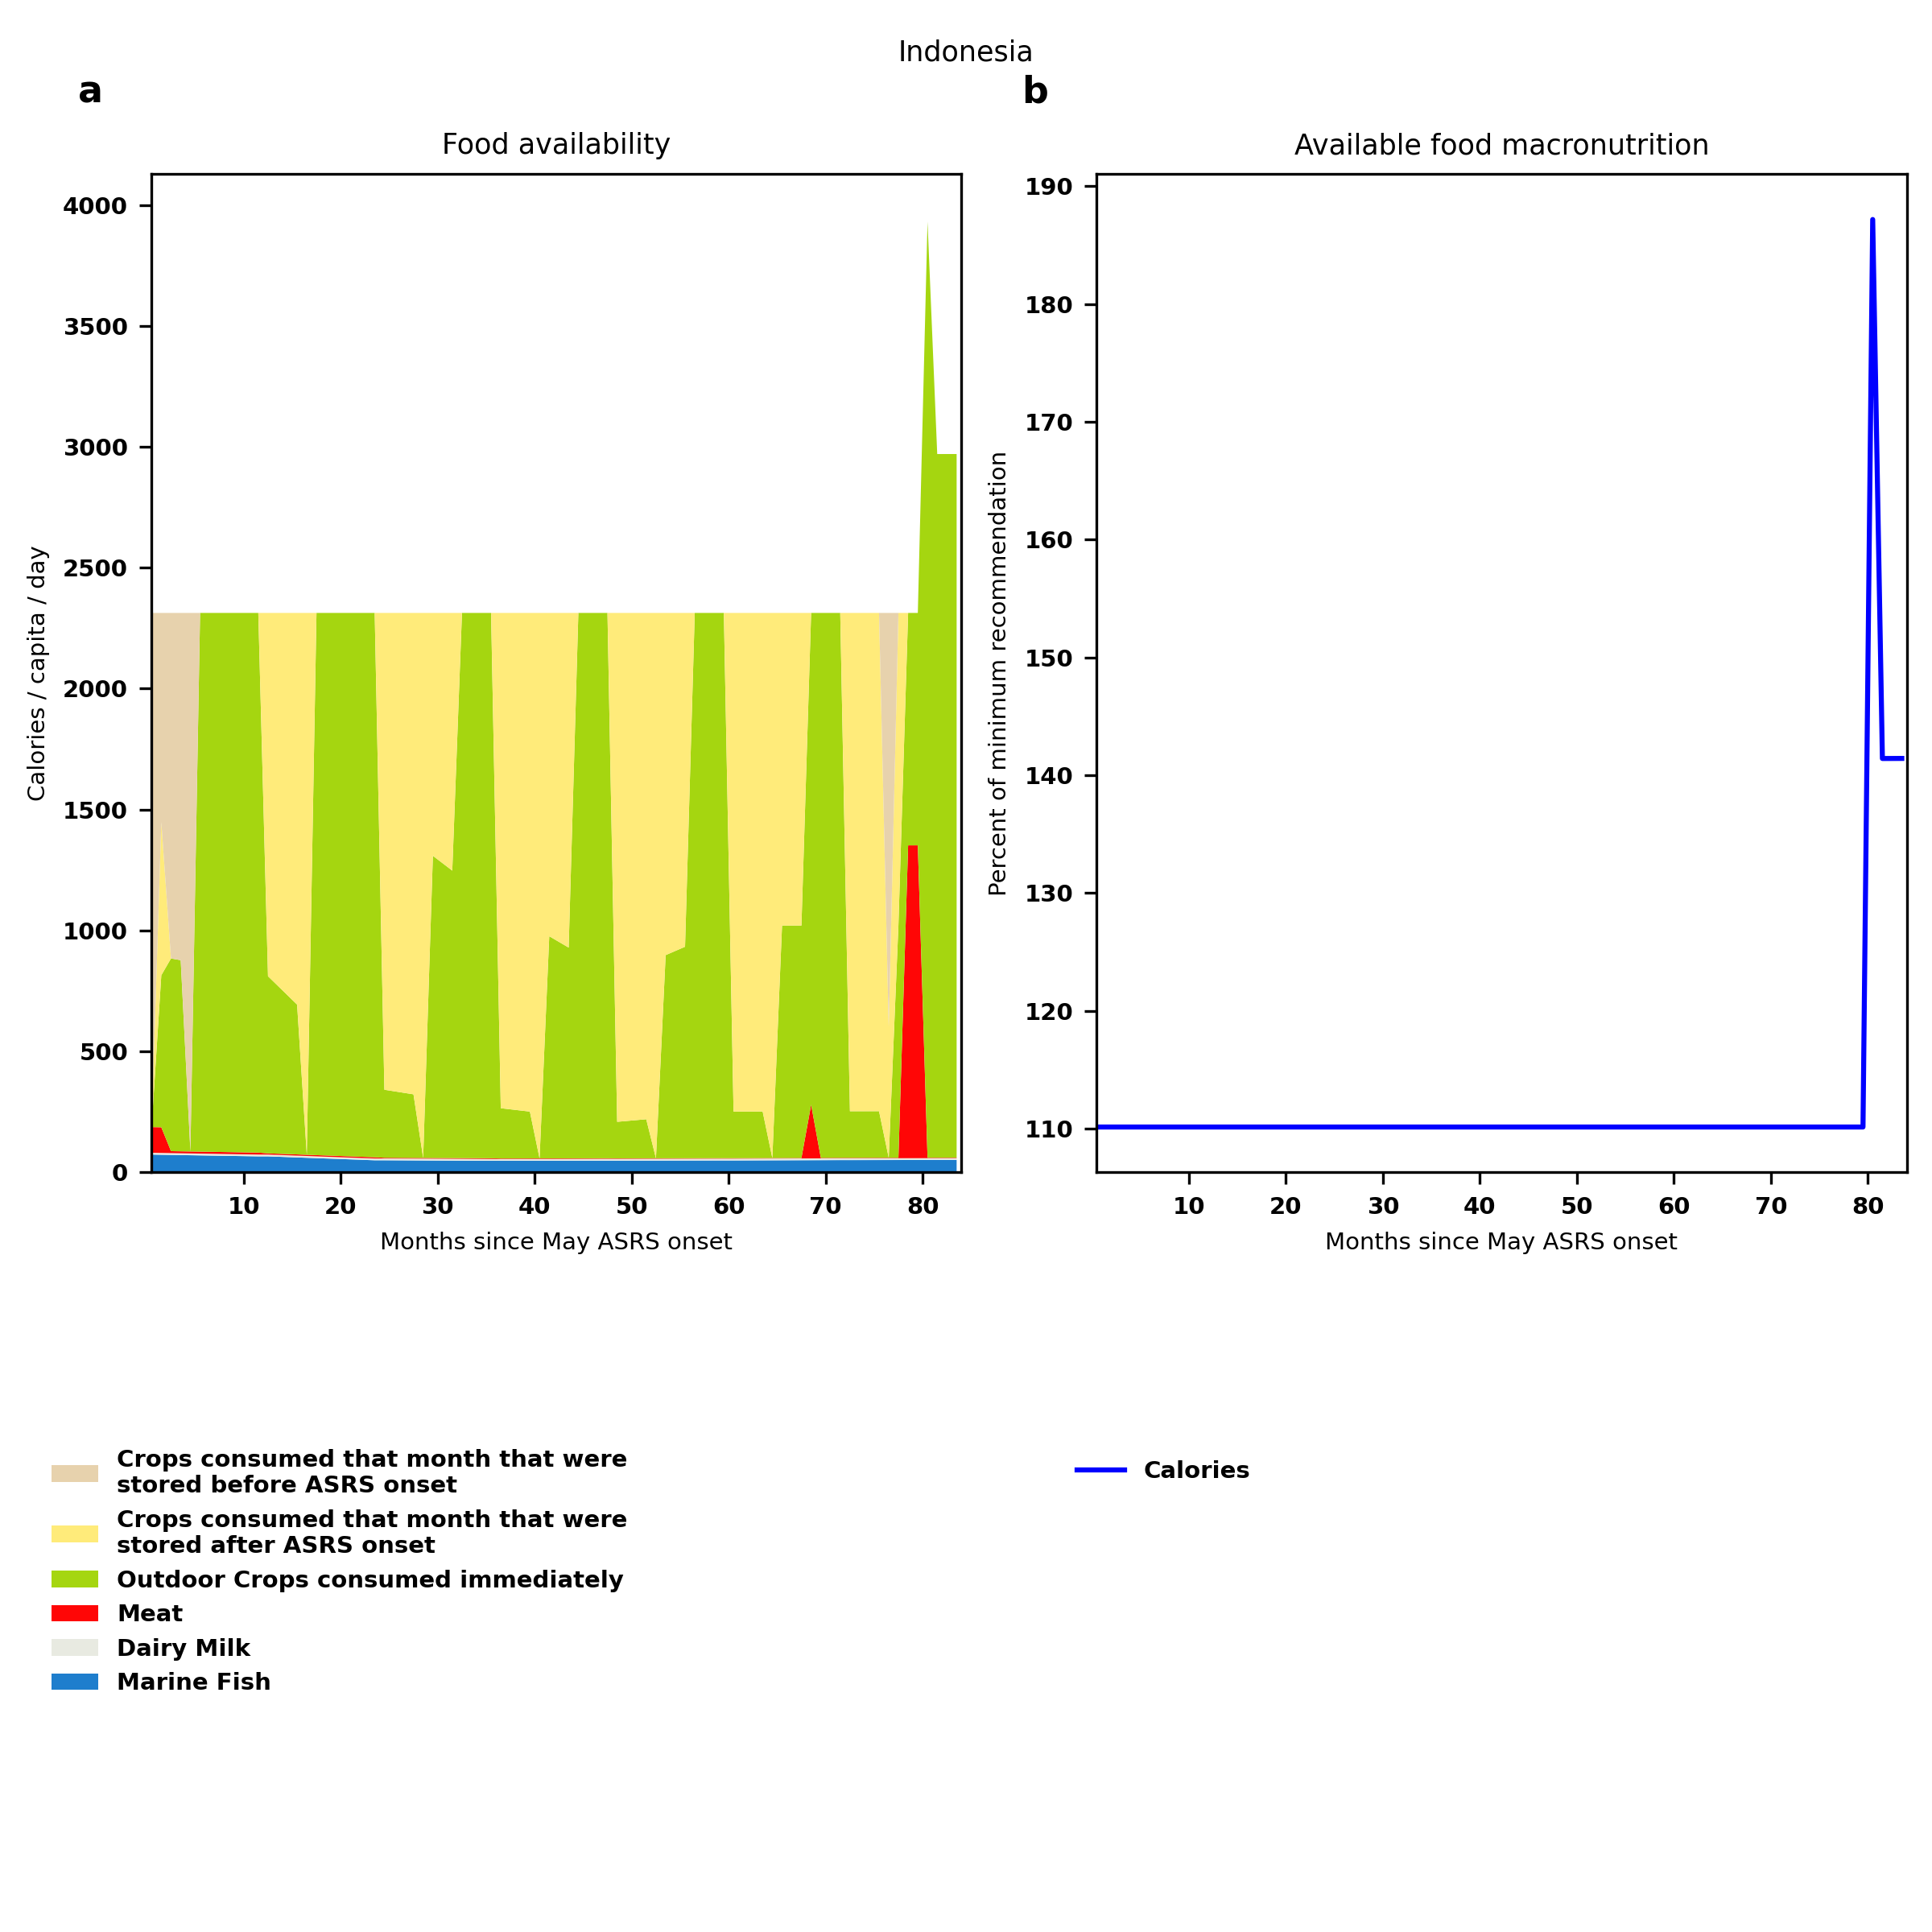 Indonesia
a
b
Food availability
Available food macronutrition
Calories / capita / day
4000
3500
3000
2500
2000
1500
1000
500
0
10 20 30 40 50 60 70 80
Months since May ASRS onset
Percent of minimum recommendation
190
180
170
160
150
140
130
120
110
10 20 30 40 50 60 70 80
Months since May ASRS onset
Crops consumed that month that were
stored before ASRS onset
Crops consumed that month that were
stored after ASRS onset
Outdoor Crops consumed immediately
Meat
Dairy Milk
Marine Fish
Calories